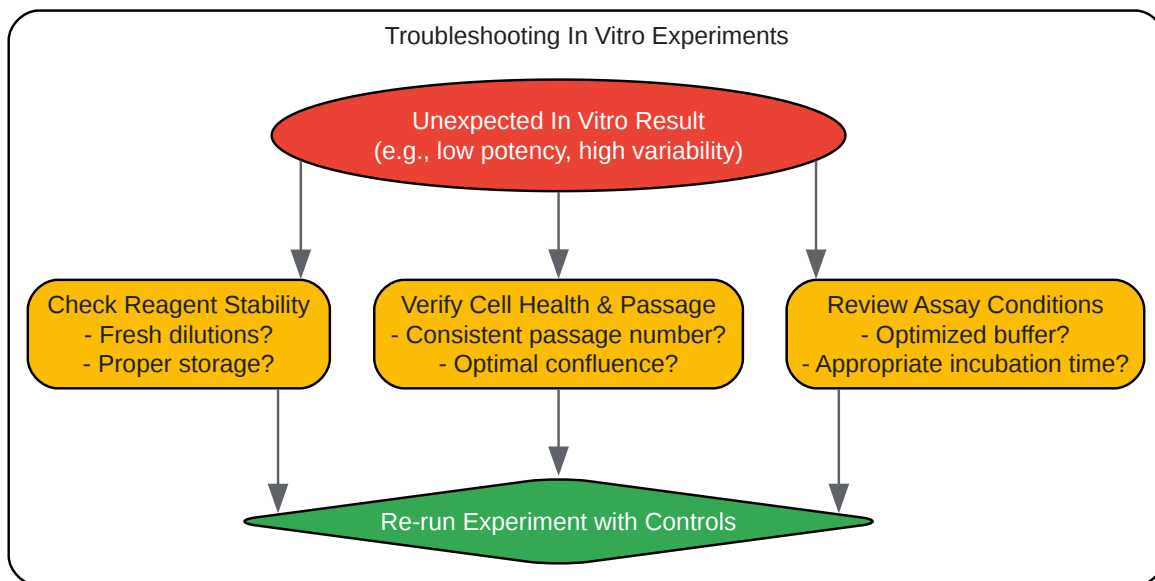 Troubleshooting In Vitro Experiments
Unexpected In Vitro Result
(e.g., low potency, high variability)
Check Reagent Stability
- Fresh dilutions?
- Proper storage?
Verify Cell Health & Passage
- Consistent passage number?
- Optimal confluence?
Review Assay Conditions
- Optimized buffer?
- Appropriate incubation time?
Re-run Experiment with Controls